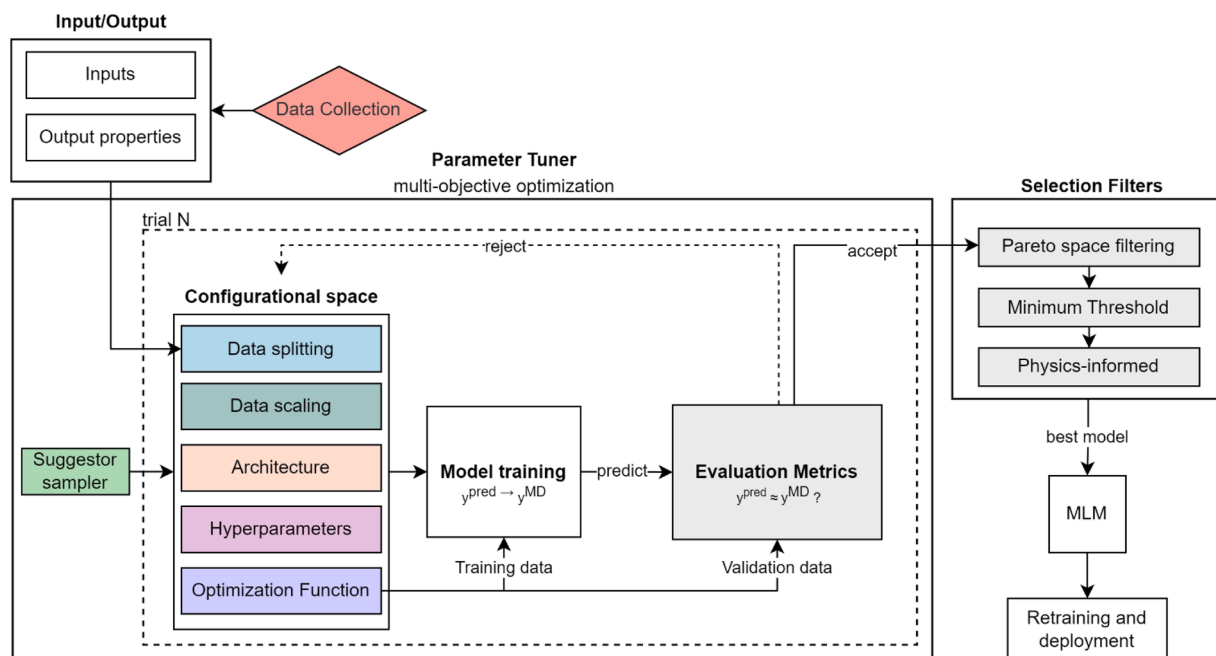 Input/Output
Inputs
Output properties
Data Collection
Parameter Tuner
multi-objective optimization
trial N
reject
accept
Configurational space
Data splitting
Data scaling
Architecture
Hyperparameters
Optimization Function
Suggestor
sampler
Model training
y^pred → y^MD
predict
Evaluation Metrics
y^pred ≈ y^MD ?
Training data
Validation data
Selection Filters
Pareto space filtering
Minimum Threshold
Physics-informed
best model
MLM
Retraining and
deployment